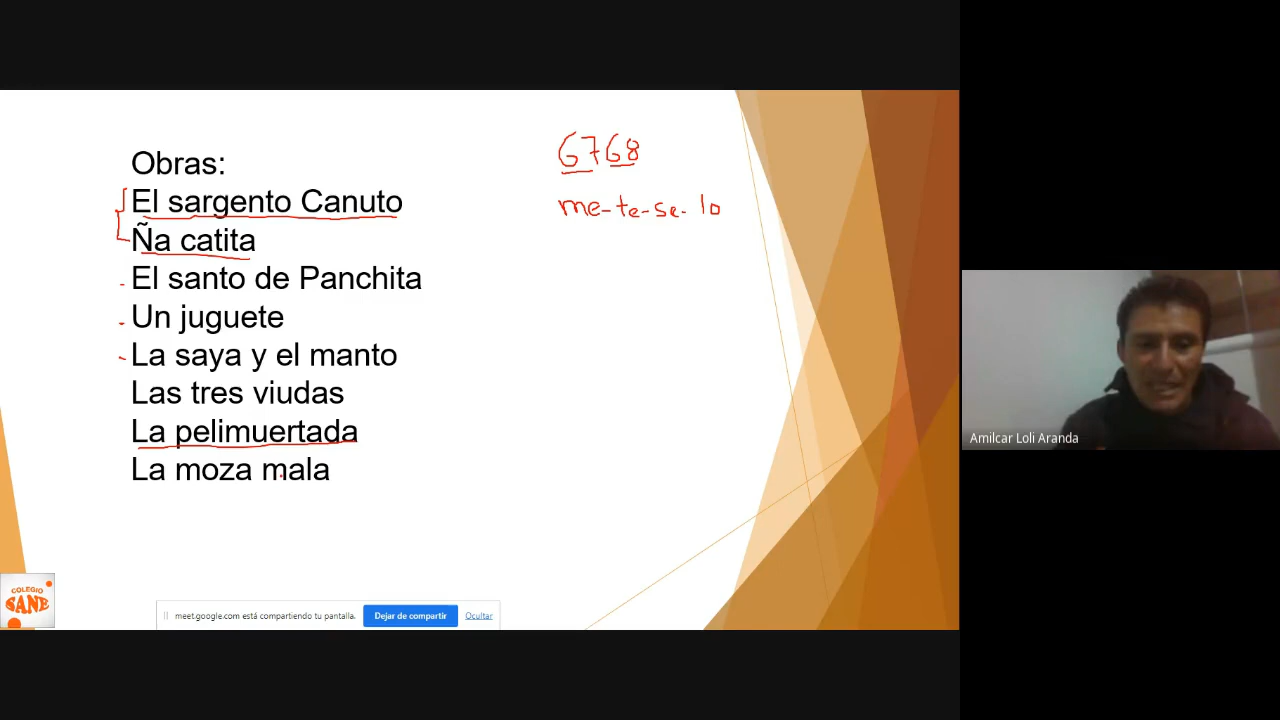 Obras:
El sargento Canuto
Ña catita
El santo de Panchita
Un juguete
La saya y el manto
Las tres viudas
La pelimuertada
La moza mala
6768
me-te-se-lo
Amilcar Loli Aranda
COLEGIO
SANE
meet.google.com está compartiendo tu pantalla.
Dejar de compartir
Ocultar